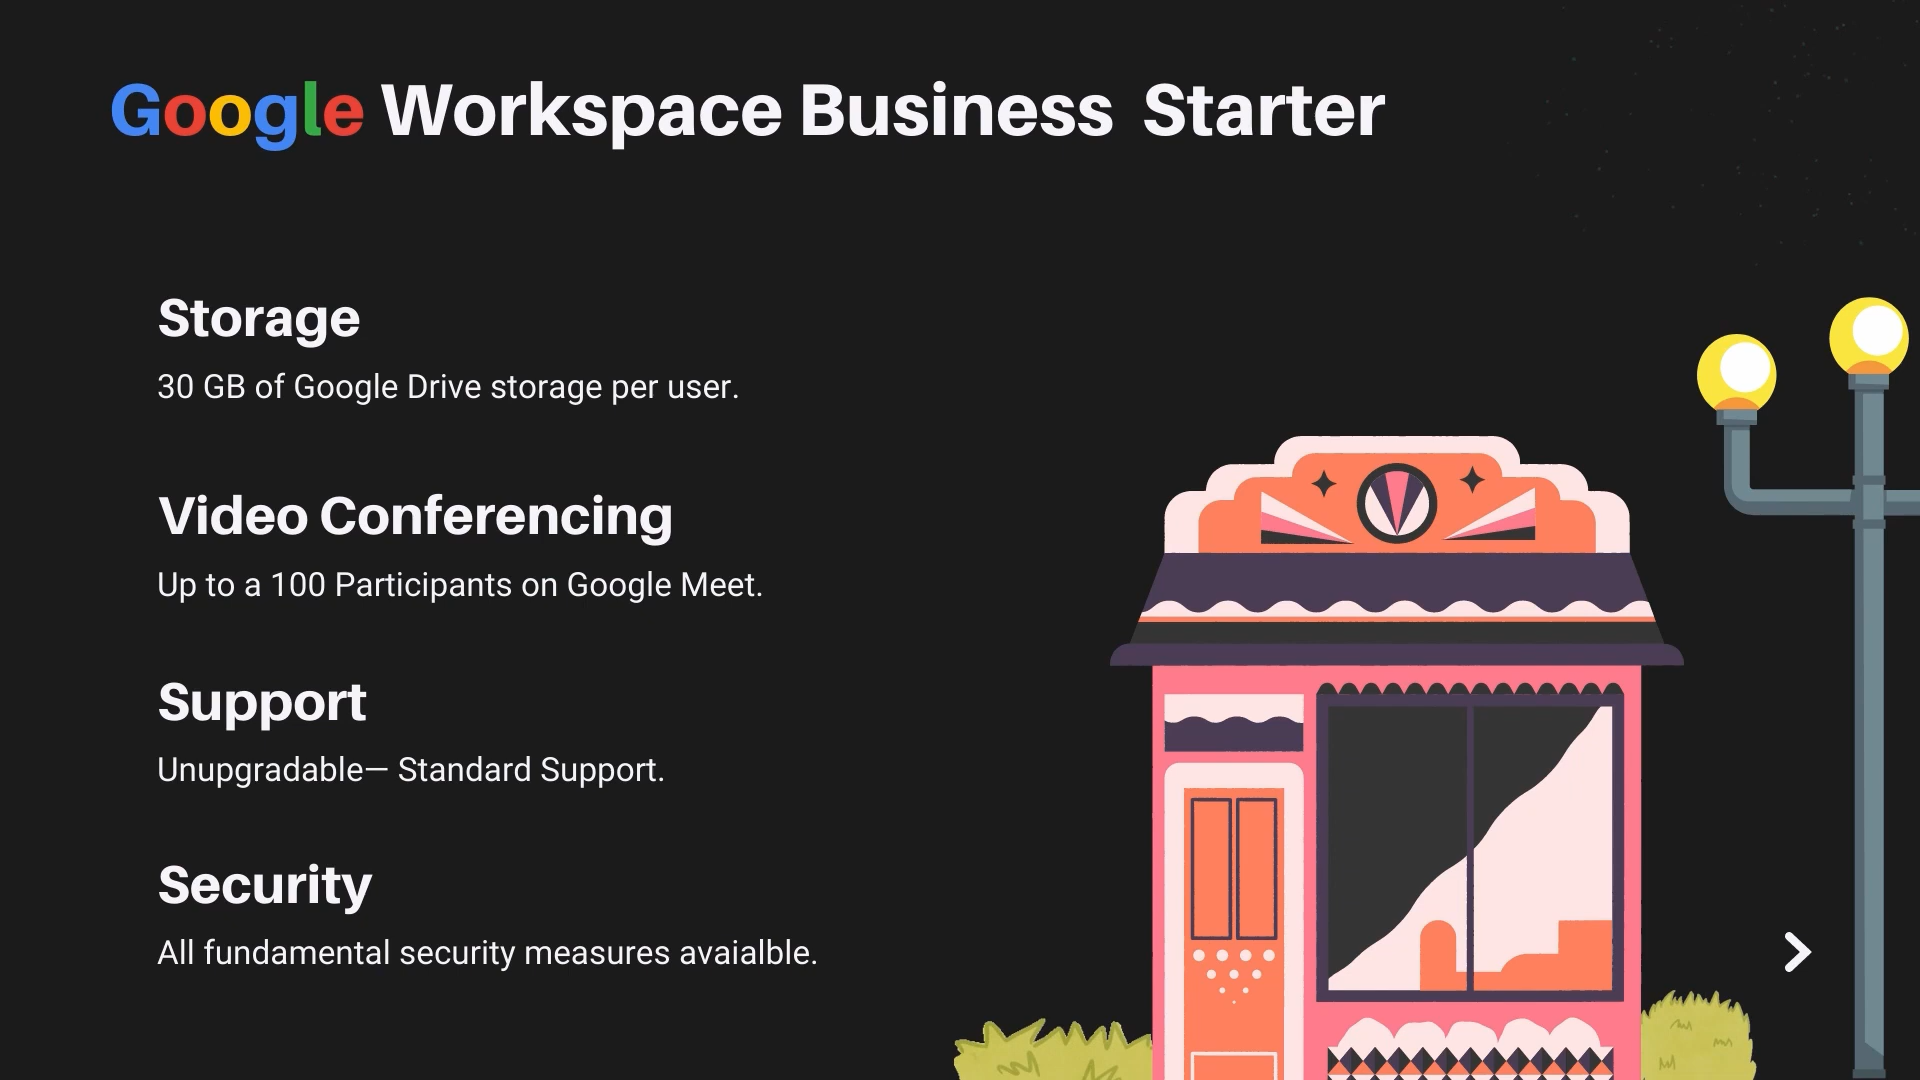 Google Workspace Business  Starter
Storage
30 GB of Google Drive storage per user.
Video Conferencing
Up to a 100 Participants on Google Meet.
Support
Unupgradable— Standard Support.
Security
All fundamental security measures avaialble.